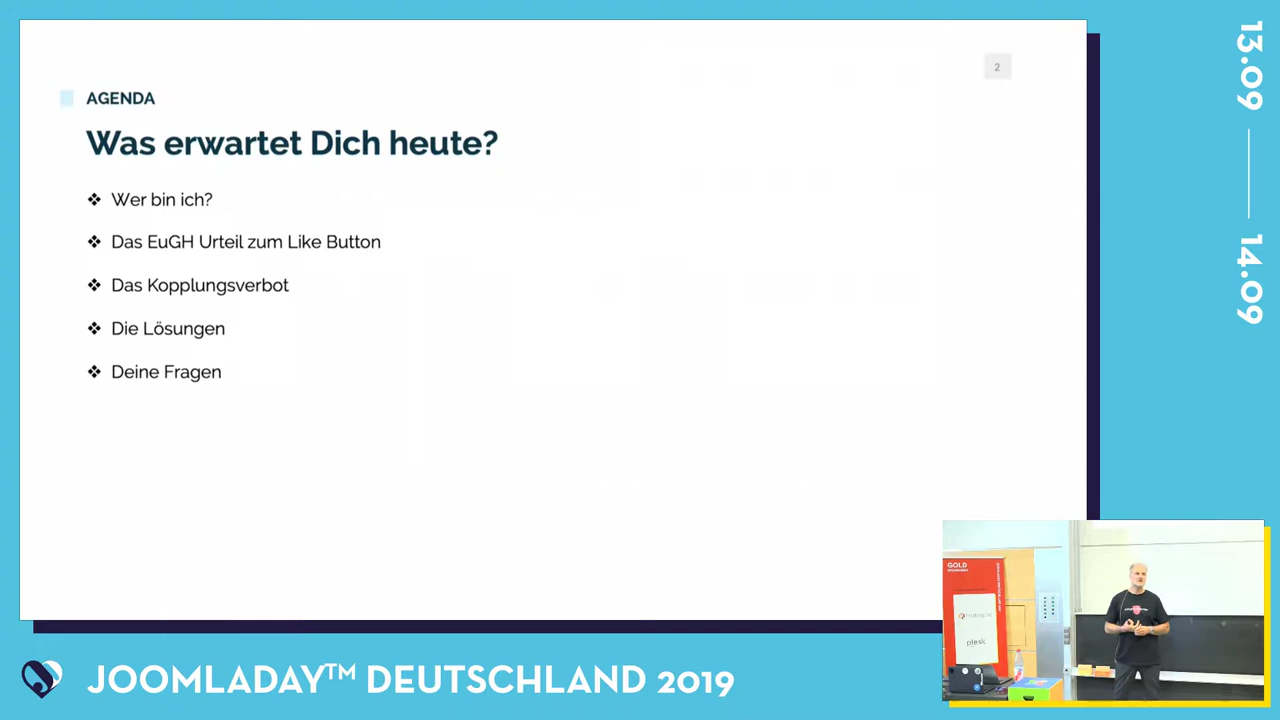 2
AGENDA
Was erwartet Dich heute?
❖ Wer bin ich?
❖ Das EuGH Urteil zum Like Button
❖ Das Kopplungsverbot
❖ Die Lösungen
❖ Deine Fragen
13.09
14.09
GOLD
plesk
JOOMLADAY™ DEUTSCHLAND 2019